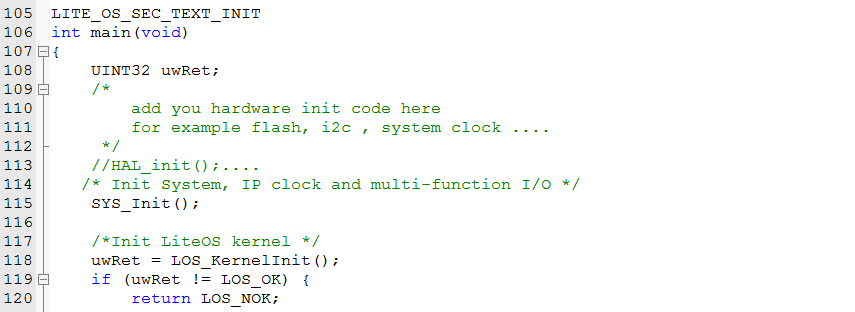 105 LITE_OS_SEC_TEXT_INIT
106 int main(void)
107 {
108     UINT32 uwRet;
109     /*
110         add you hardware init code here
111         for example flash, i2c , system clock ....
112      */
113     //HAL_init();....
114    /* Init System, IP clock and multi-function I/O */
115     SYS_Init();
116
117     /*Init LiteOS kernel */
118     uwRet = LOS_KernelInit();
119     if (uwRet != LOS_OK) {
120         return LOS_NOK;